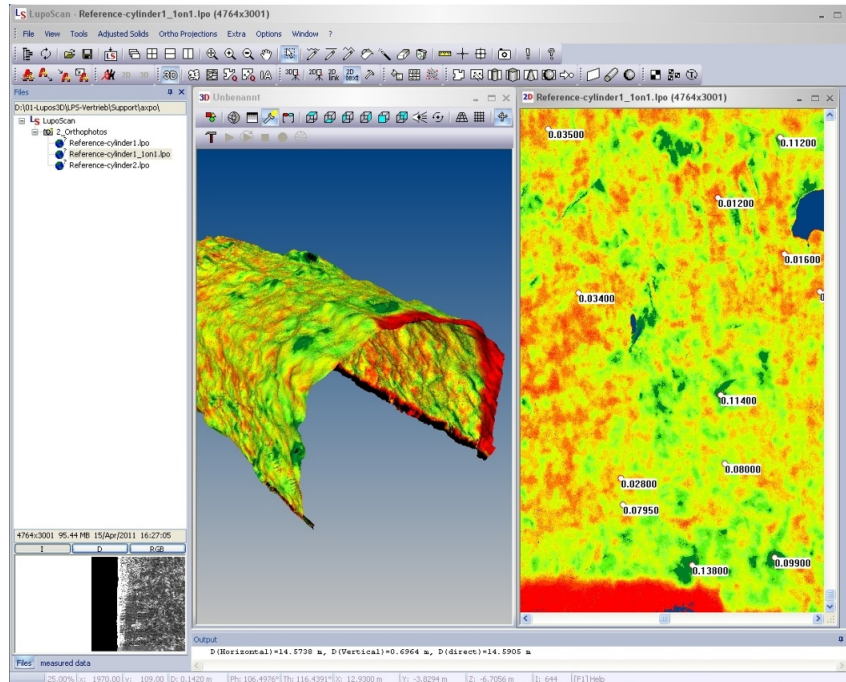 LS LupoScan - Reference-cylinder1_1on1.lpo (4764x3001)
File View Tools Adjusted Solids Ortho Projections Extra Options Window ?
Files
D:\01-Lupos3D\LPS-Vertrieb\Support\axpo\
LS LupoScan
2_Orthophotos
Reference-cylinder1.lpo
Reference-cylinder1_1on1.lpo
Reference-cylinder2.lpo
4764x3001 95.44 MB 15/Apr/2011 16:27:05
I D RGB
Files measured data
3D Unbenannt
2D Reference-cylinder1_1on1.lpo (4764x3001)
0.03500
0.11200
0.01200
0.01600
0.03400
0.11400
0.08000
0.02800
0.07950
0.13800
0.09900
Output
D(Horizontal)=14.5738 m, D(Vertical)=0.6964 m, D(direct)=14.5905 m
25.00% x: 1970.00 y: 109.00 D: 0.1420 m Ph: 106.4976° Th: 116.4391° X: 12.9300 m Y: -3.8294 m Z: -6.7056 m I: 644 [F1] Help